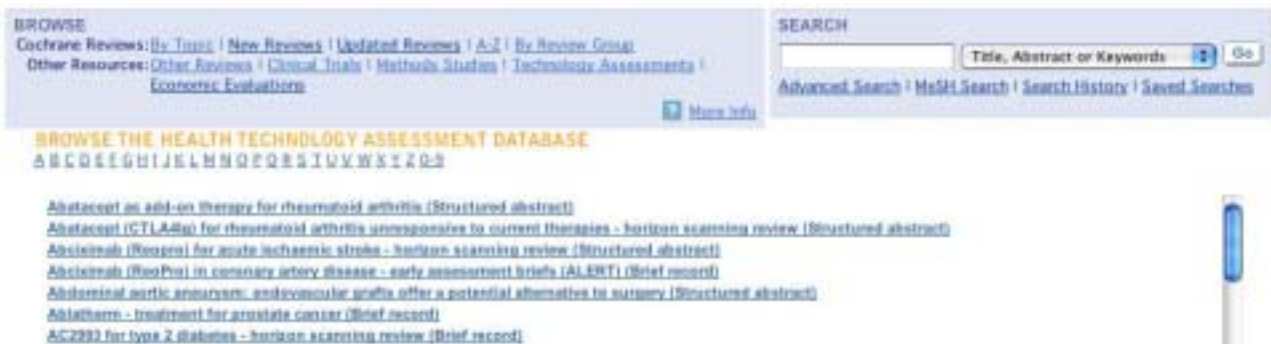 BROWSE
Cochrane Reviews: By Topic | New Reviews | Updated Reviews | A-Z | By Review Group
Other Resources: Other Reviews | Clinical Trials | Methods Studies | Technology Assessments |
Economic Evaluations
? More Info
SEARCH
Title, Abstract or Keywords Go
Advanced Search | MeSH Search | Search History | Saved Searches
BROWSE THE HEALTH TECHNOLOGY ASSESSMENT DATABASE
A B C D E F G H I J K L M N O P Q R S T U V W X Y Z 0-9
Abatacept as add-on therapy for rheumatoid arthritis (Structured abstract)
Abatacept (CTLA4Ig) for rheumatoid arthritis unresponsive to current therapies - horizon scanning review (Structured abstract)
Abciximab (Reopro) for acute ischaemic stroke - horizon scanning review (Structured abstract)
Abciximab (ReoPro) in coronary artery disease - early assessment briefs (ALERT) (Brief record)
Abdominal aortic aneurysm: endovascular grafts offer a potential alternative to surgery (Structured abstract)
Ablatherm - treatment for prostate cancer (Brief record)
AC2993 for type 2 diabetes - horizon scanning review (Brief record)